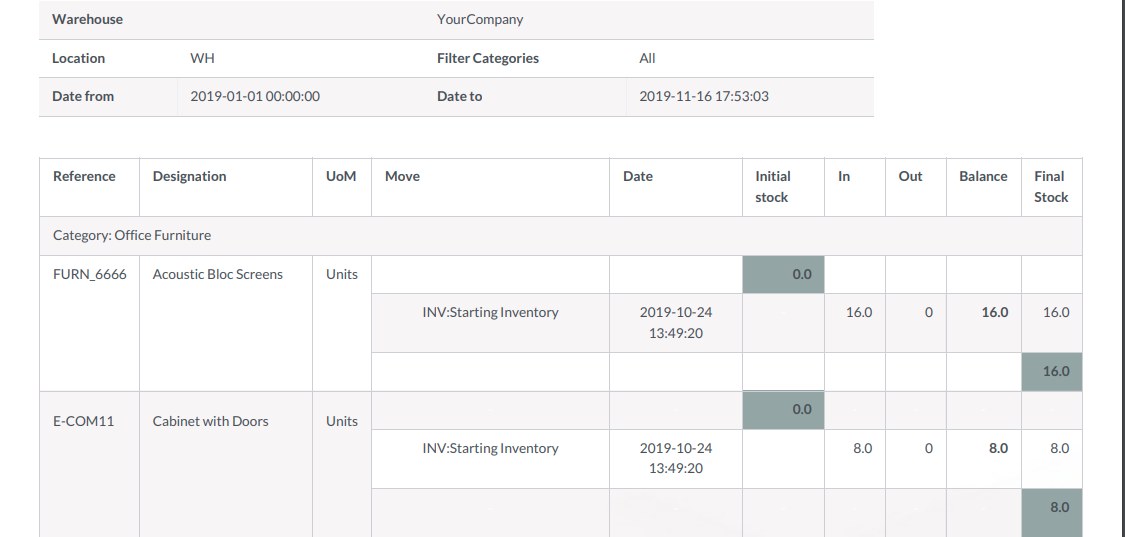 Warehouse YourCompany
Location WH Filter Categories All
Date from 2019-01-01 00:00:00 Date to 2019-11-16 17:53:03
Reference Designation UoM Move Date Initial stock In Out Balance Final Stock
Category: Office Furniture
FURN_6666 Acoustic Bloc Screens Units 0.0
INV:Starting Inventory 2019-10-24 13:49:20 16.0 0 16.0 16.0
16.0
E-COM11 Cabinet with Doors Units 0.0
INV:Starting Inventory 2019-10-24 13:49:20 8.0 0 8.0 8.0
8.0